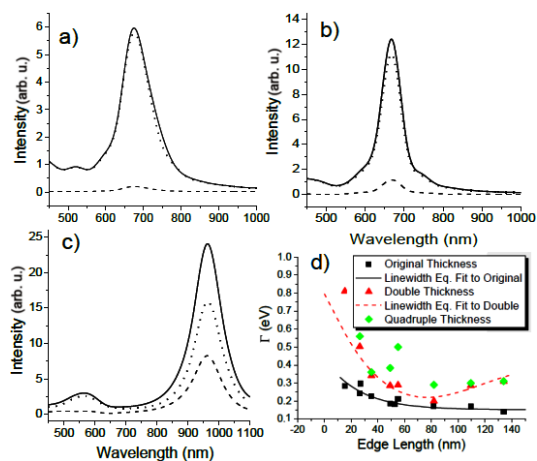 a)
Intensity (arb. u.)
6
5
4
3
2
1
0
500 600 700 800 900 1000
b)
Intensity (arb. u.)
14
12
10
8
6
4
2
0
500 600 700 800 900 1000
Wavelength (nm)
c)
Intensity (arb. u.)
25
20
15
10
5
0
500 600 700 800 900 1000 1100
Wavelength (nm)
d)
Original Thickness
Linewidth Eq. Fit to Original
Double Thickness
Linewidth Eq. Fit to Double
Quadruple Thickness
Γ (eV)
1.0
0.9
0.8
0.7
0.6
0.5
0.4
0.3
0.2
0.1
-20 0 20 40 60 80 100 120 140
Edge Length (nm)